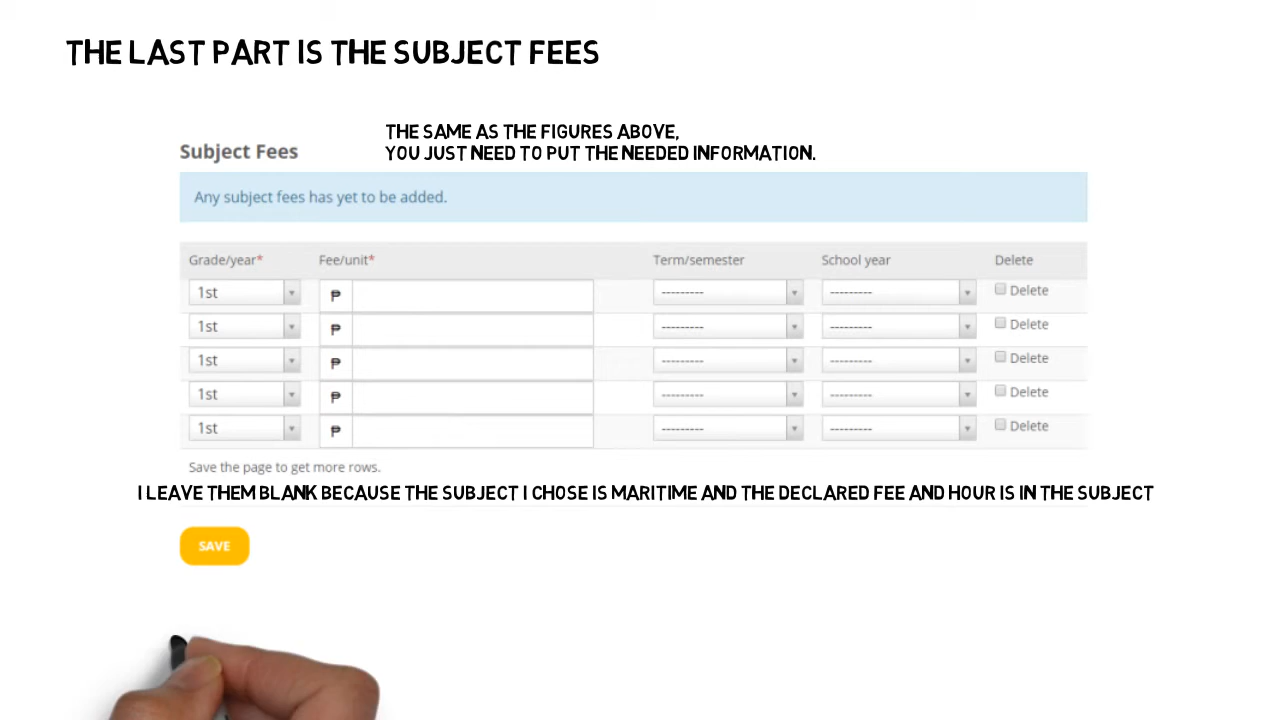 THE LAST PART IS THE SUBJECT FEES
THE SAME AS THE FIGURES ABOVE,
YOU JUST NEED TO PUT THE NEEDED INFORMATION.
Subject Fees
Any subject fees has yet to be added.
Grade/year* Fee/unit* Term/semester School year Delete
1st ₱ --------- --------- Delete
1st ₱ --------- --------- Delete
1st ₱ --------- --------- Delete
1st ₱ --------- --------- Delete
1st ₱ --------- --------- Delete
Save the page to get more rows.
I LEAVE THEM BLANK BECAUSE THE SUBJECT I CHOSE IS MARITIME AND THE DECLARED FEE AND HOUR IS IN THE SUBJECT
SAVE